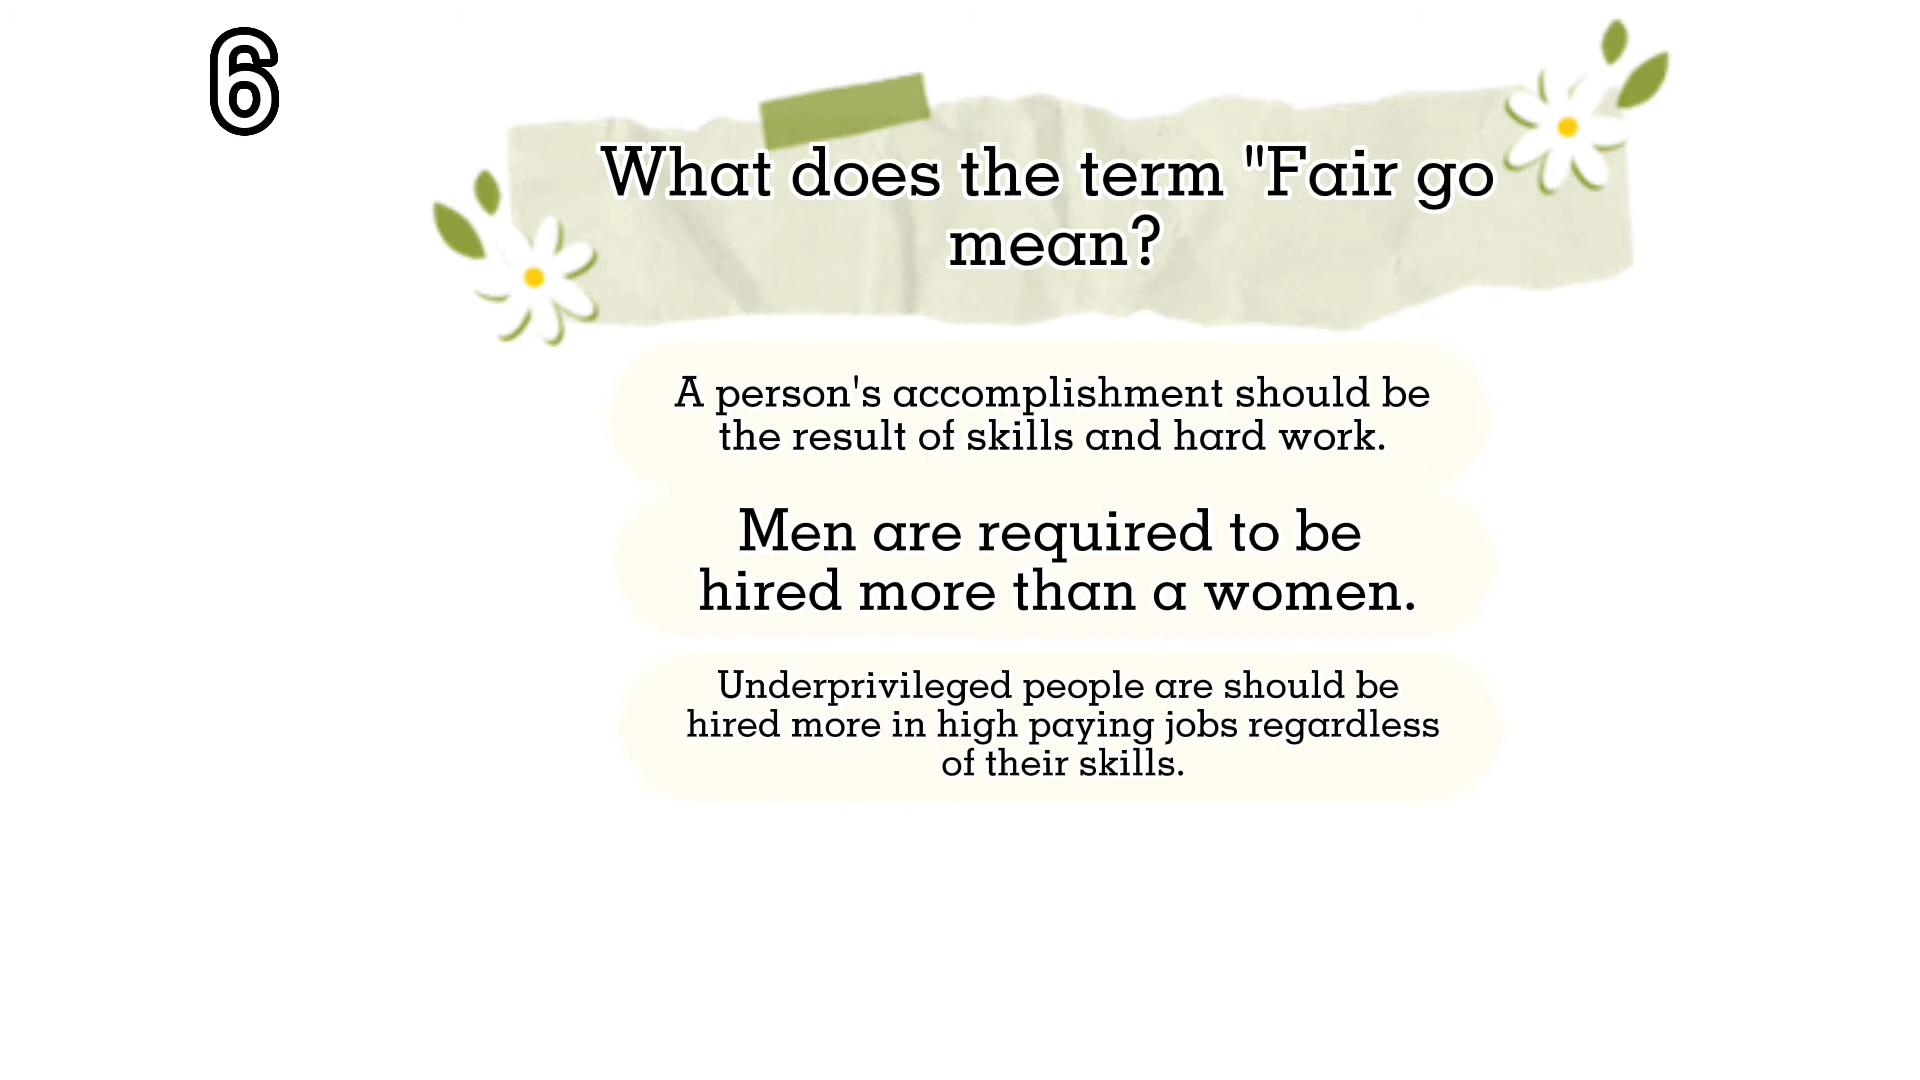 6
What does the term "Fair go
mean?
A person's accomplishment should be
the result of skills and hard work.
Men are required to be
hired more than a women.
Underprivileged people are should be
hired more in high paying jobs regardless
of their skills.